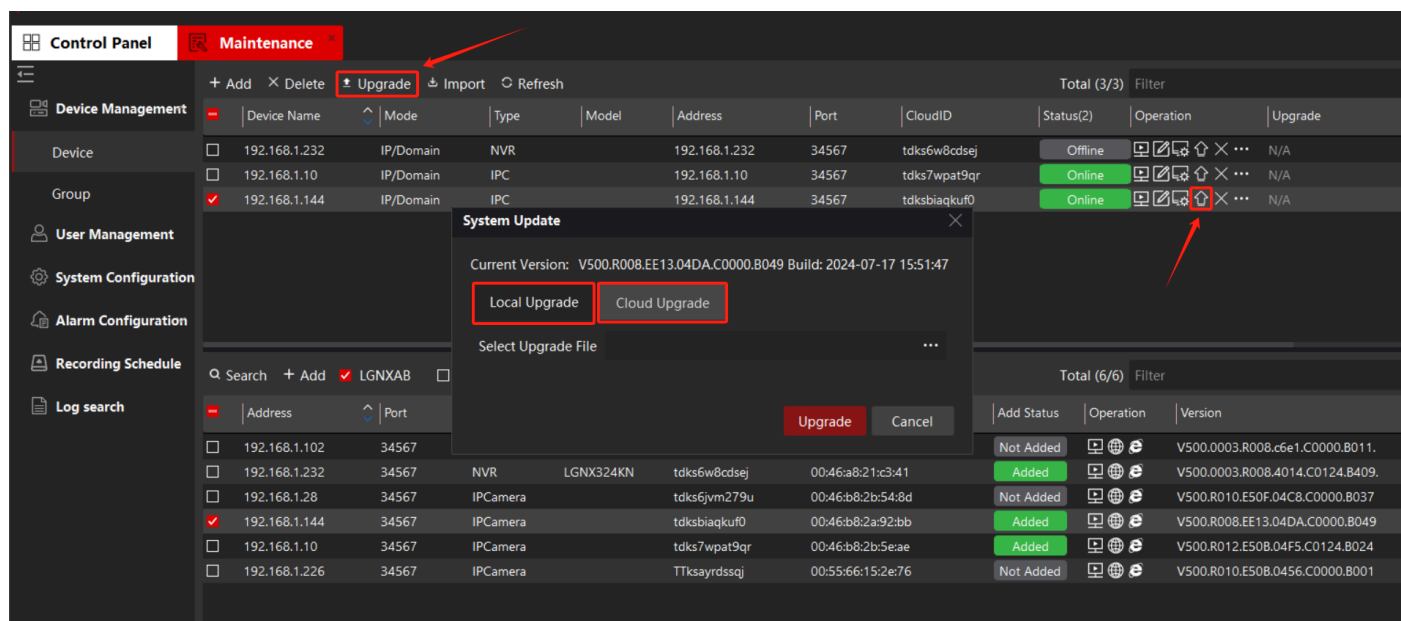 Control Panel Maintenance
+ Add × Delete Upgrade Import Refresh Total (3/3) Filter
Device Management
Device Name Mode Type Model Address Port CloudID Status(2) Operation Upgrade
Device
192.168.1.232 IP/Domain NVR 192.168.1.232 34567 tdks6w8cdsej Offline N/A
192.168.1.10 IP/Domain IPC 192.168.1.10 34567 tdks7wpat9qr Online N/A
Group
192.168.1.144 IP/Domain IPC 192.168.1.144 34567 tdksbiaqkuf0 Online N/A
System Update
User Management
Current Version: V500.R008.EE13.04DA.C0000.B049 Build: 2024-07-17 15:51:47
System Configuration
Local Upgrade Cloud Upgrade
Alarm Configuration
Select Upgrade File ...
Recording Schedule
Search + Add LGNXAB Total (6/6) Filter
Log search
Address Port Add Status Operation Version
Upgrade Cancel
192.168.1.102 34567 Not Added V500.0003.R008.c6e1.C0000.B011.
192.168.1.232 34567 NVR LGNX324KN tdks6w8cdsej 00:46:a8:21:c3:41 Added V500.0003.R008.4014.C0124.B409.
192.168.1.28 34567 IPCamera tdks6jvm279u 00:46:b8:2b:54:8d Not Added V500.R010.E50F.04C8.C0000.B037
192.168.1.144 34567 IPCamera tdksbiaqkuf0 00:46:b8:2a:92:bb Added V500.R008.EE13.04DA.C0000.B049
192.168.1.10 34567 IPCamera tdks7wpat9qr 00:46:b8:2b:5e:ae Added V500.R012.E50B.04F5.C0124.B024
192.168.1.226 34567 IPCamera TTksayrdssqj 00:55:66:15:2e:76 Not Added V500.R010.E50B.0456.C0000.B001